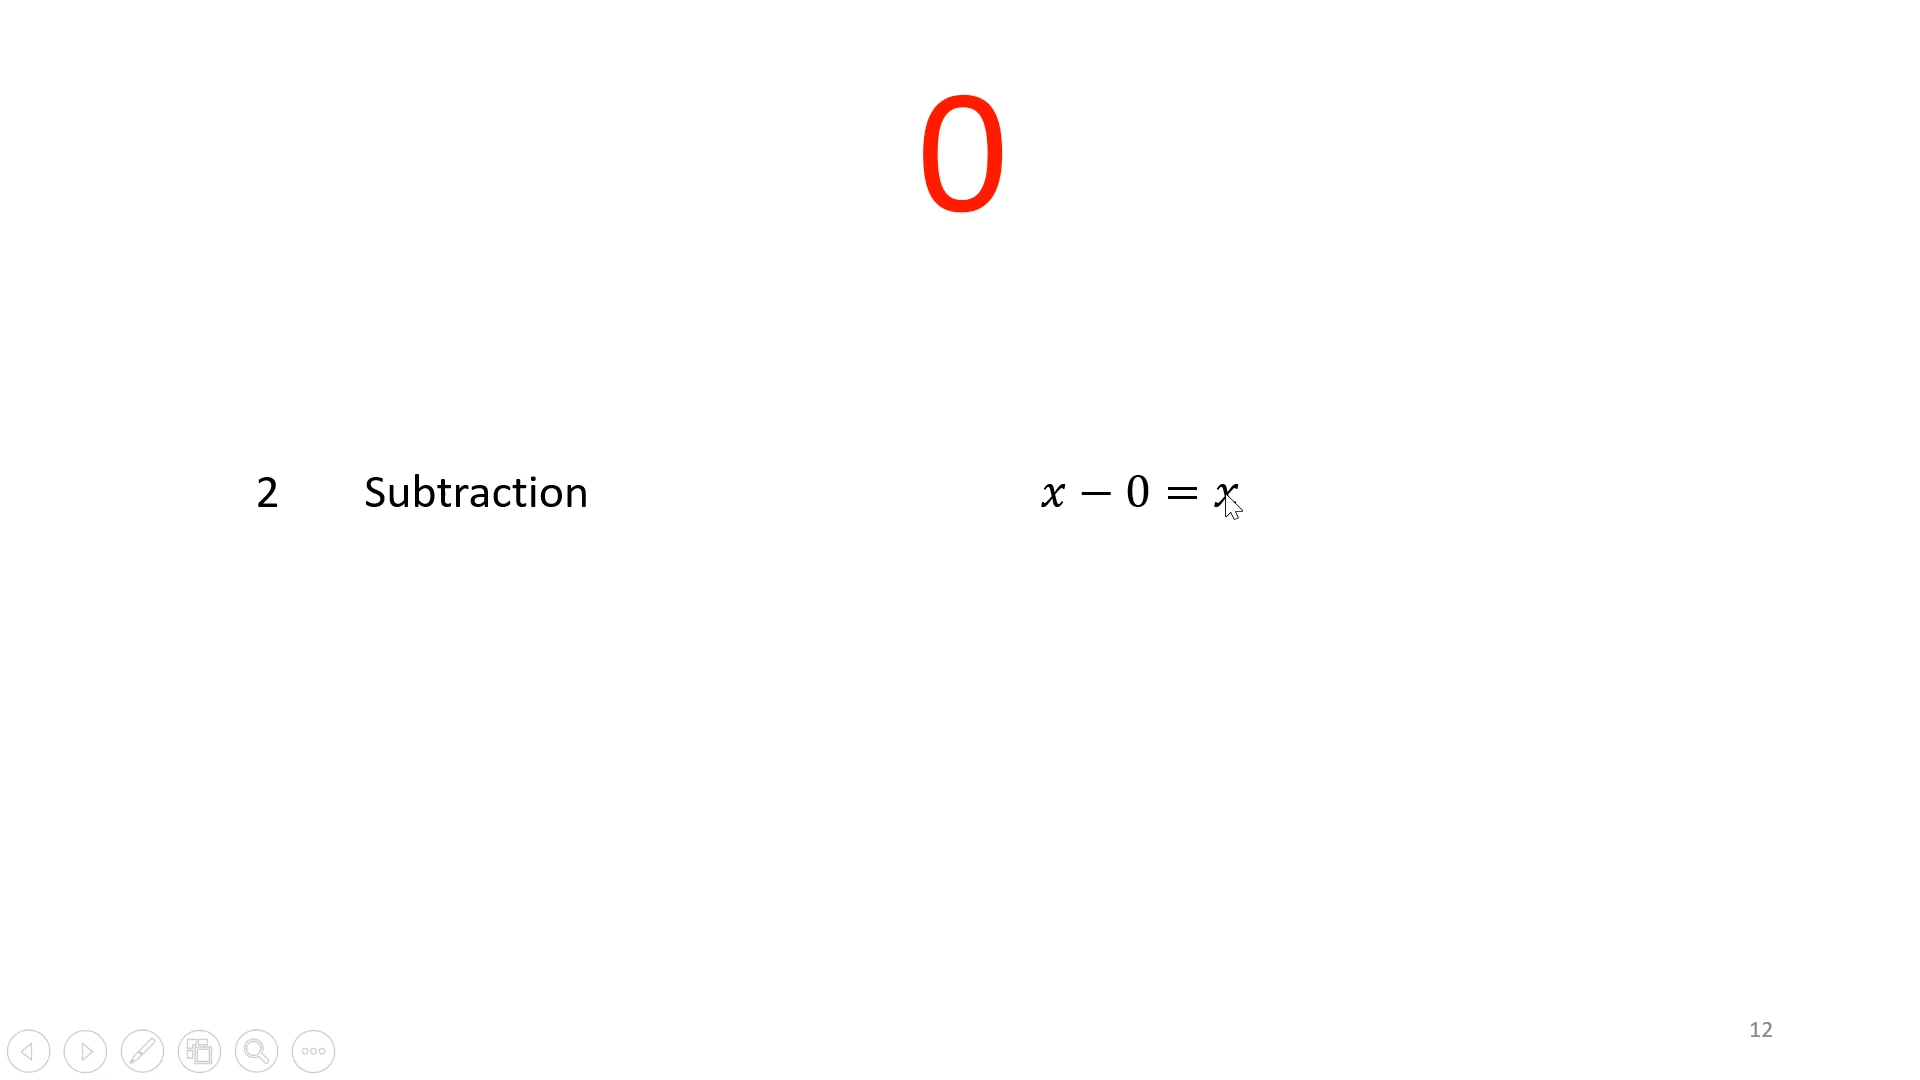 0
2 Subtraction x − 0 = x
12